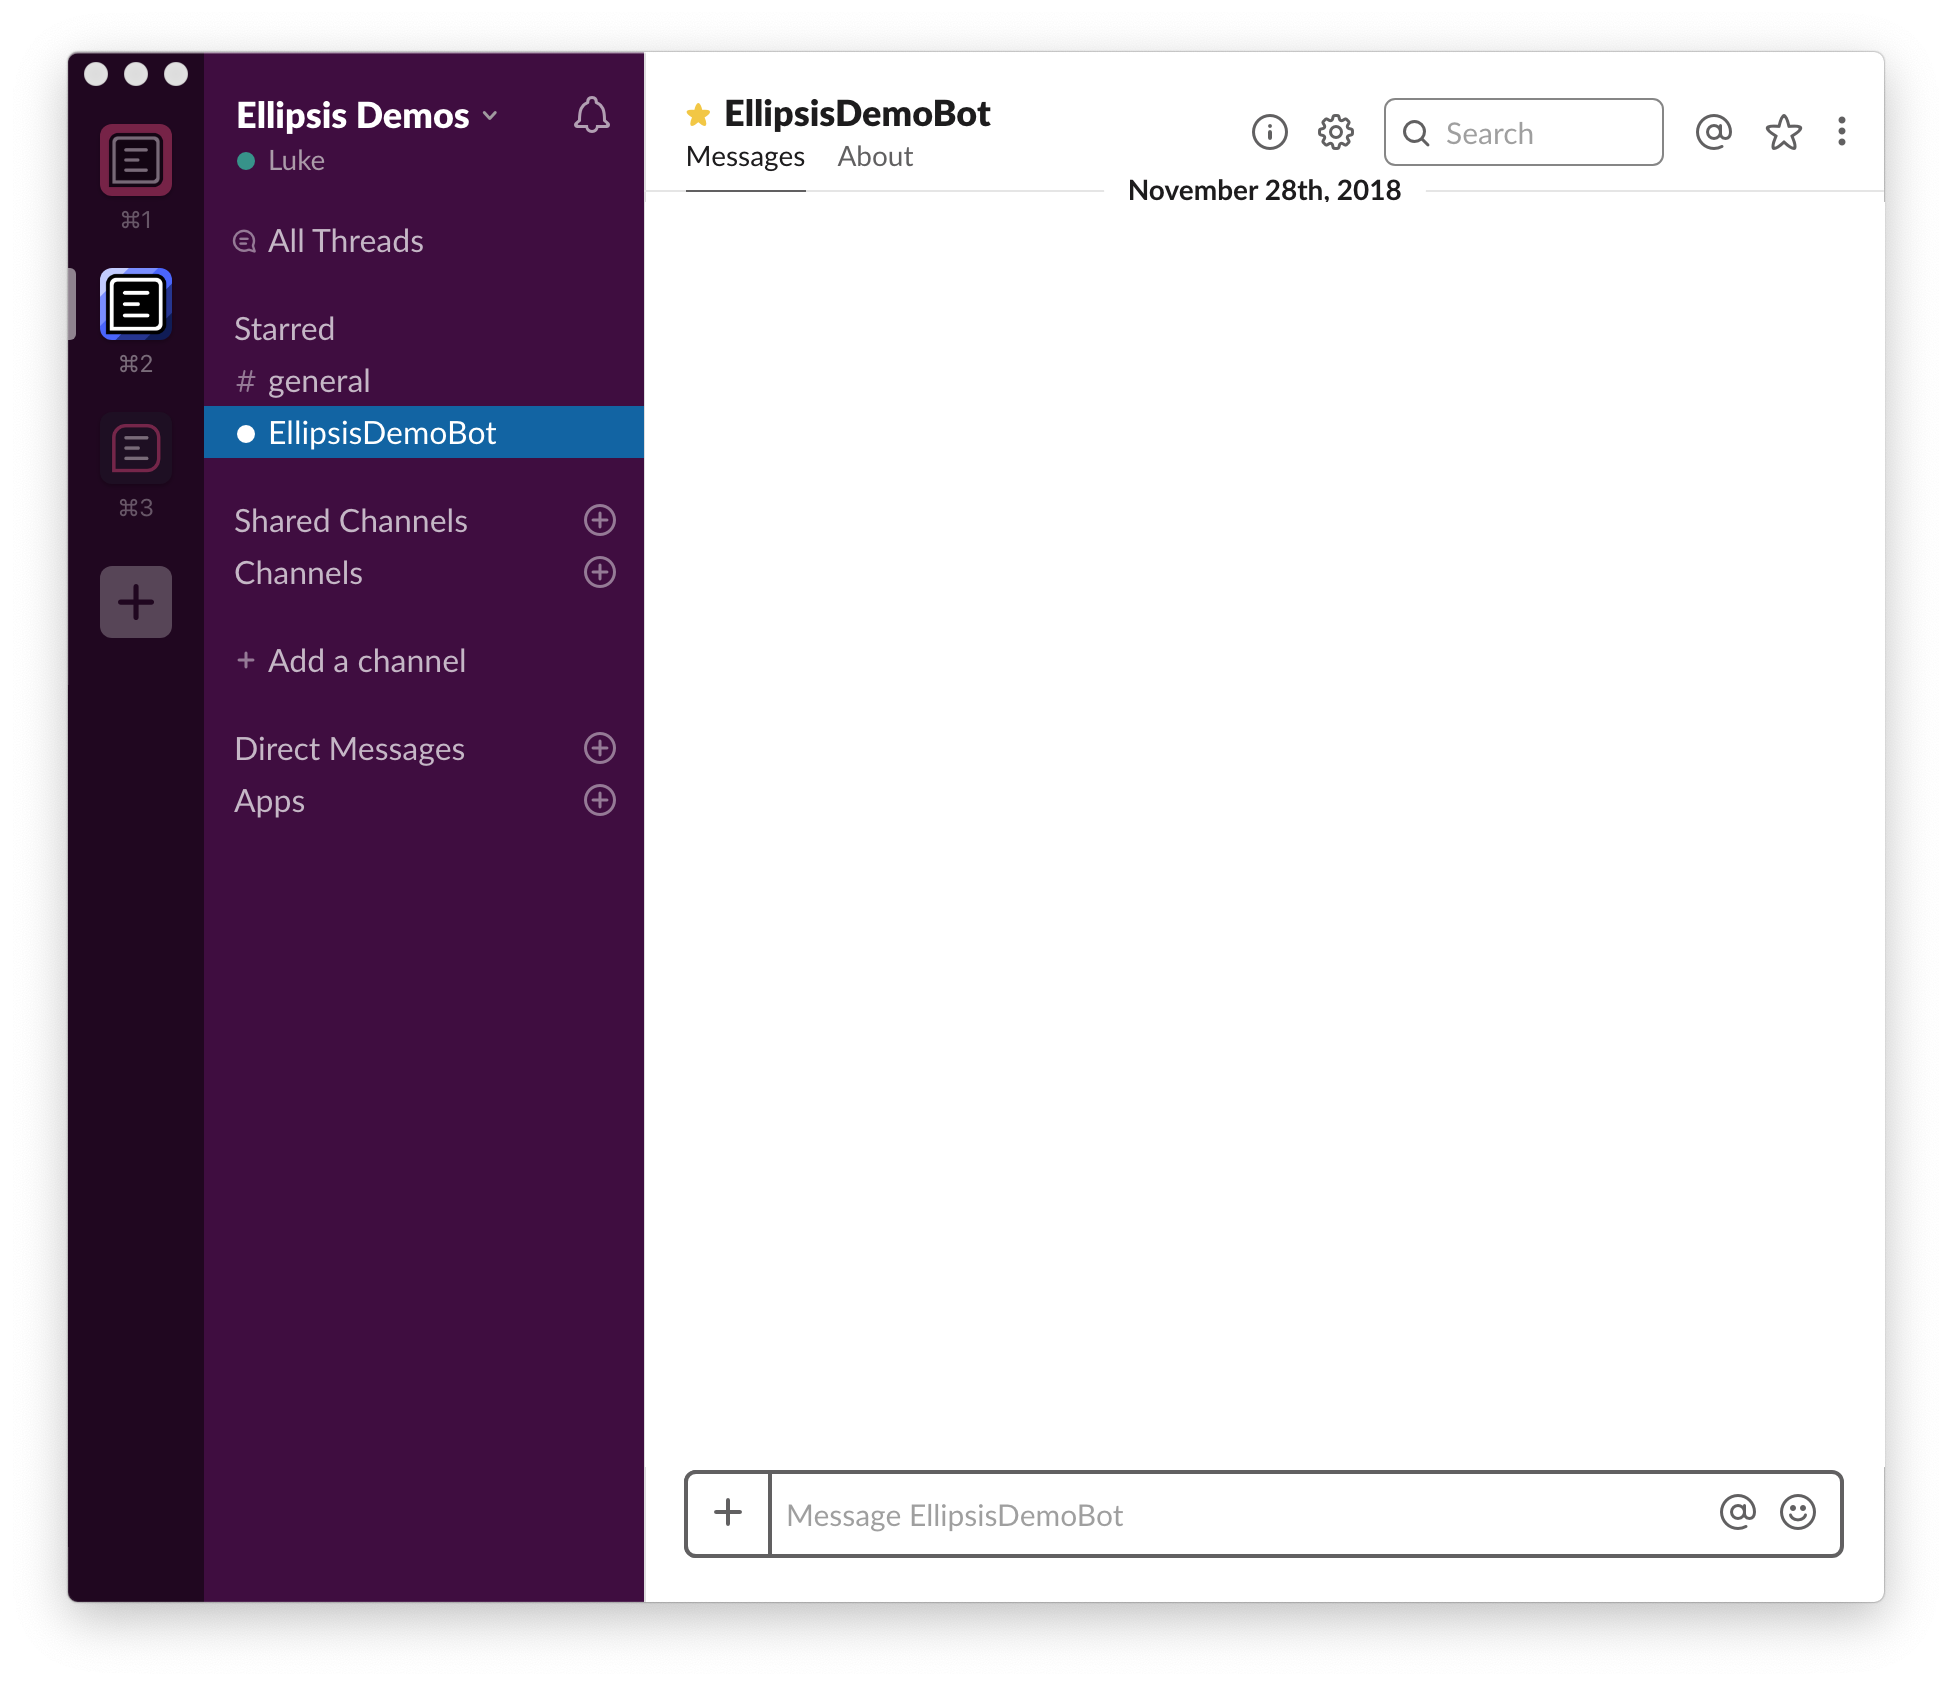 ⌘1
⌘2
⌘3
Ellipsis Demos
Luke
All Threads
Starred
# general
EllipsisDemoBot
Shared Channels
Channels
+ Add a channel
Direct Messages
Apps
EllipsisDemoBot
Messages About
Search
November 28th, 2018
Message EllipsisDemoBot